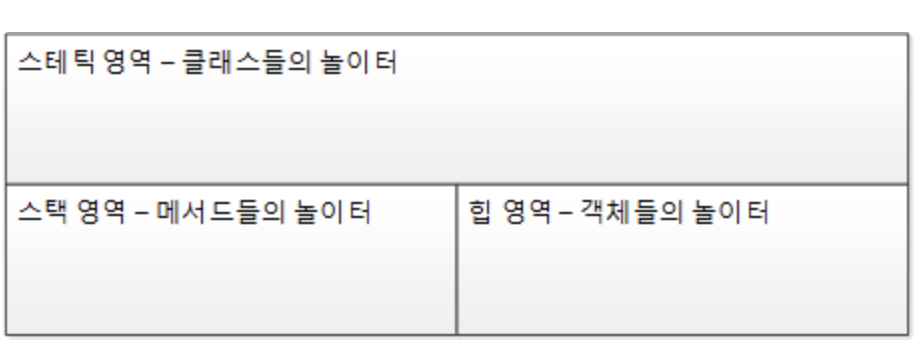 스테틱 영역 – 클래스들의 놀이터
스택 영역 – 메서드들의 놀이터
힙 영역 – 객체들의 놀이터